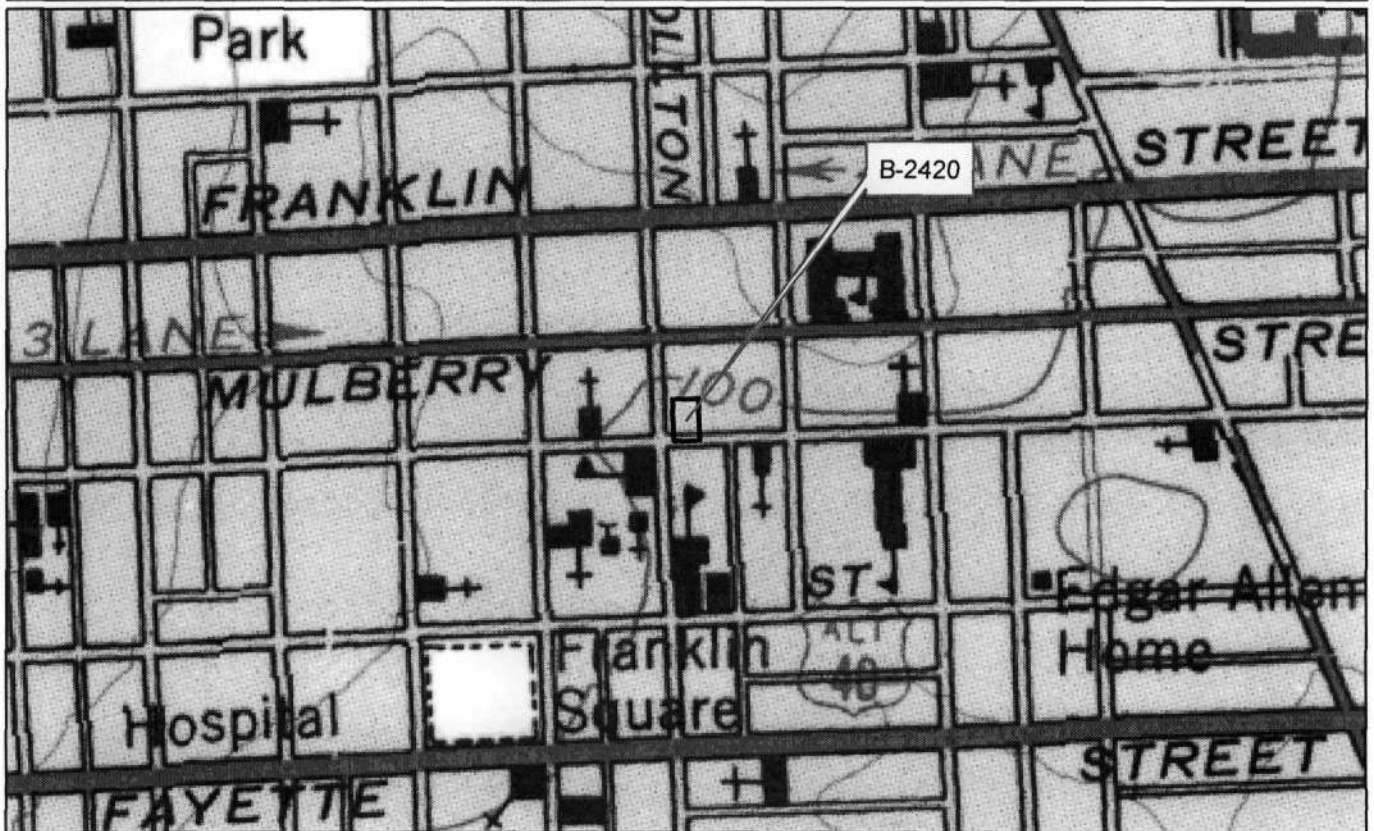 Park
STREET
B-2420
ANE
FRANKLIN
3 LANE
STRE
MULBERRY
100
ST
Edgar Allen
ALT
40
Franklin
Home
Square
Hospital
STREET
FAYETTE